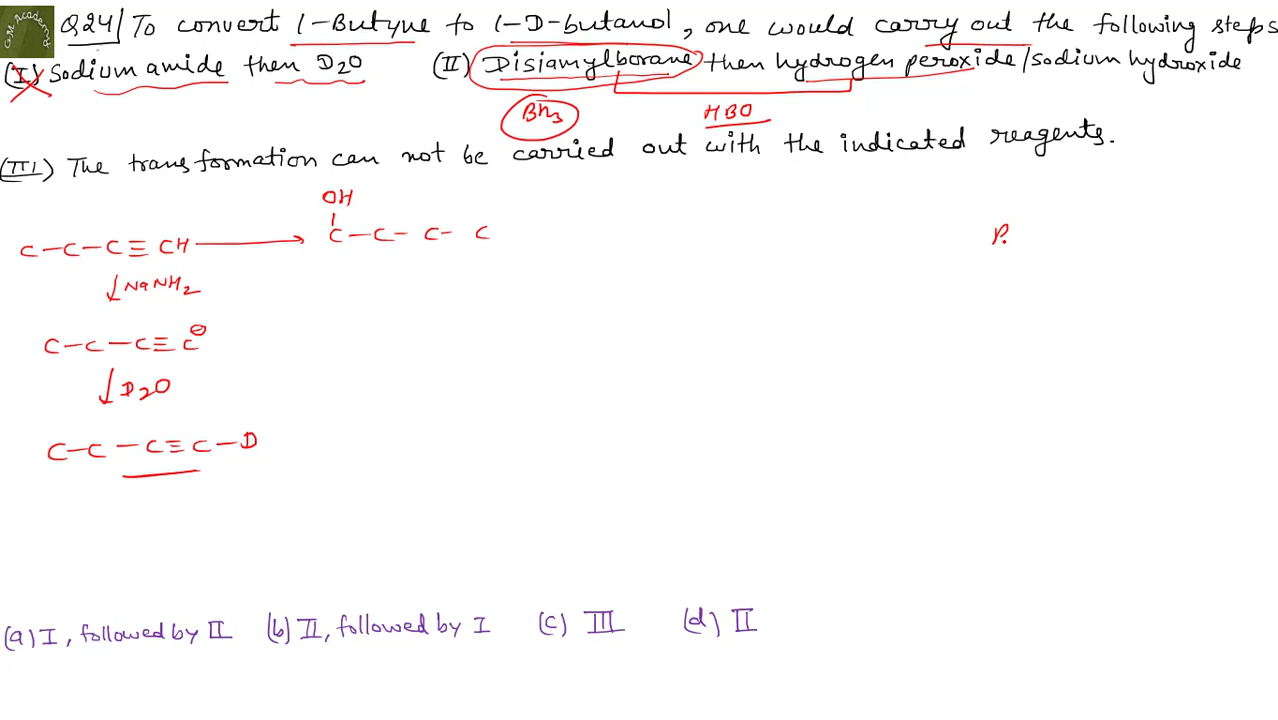 GRE Academy
Q24/ To convert 1-Butyne to 1-D-butanol, one would carry out the following steps
(I) Sodium amide then D2O (II) Disiamylborane then hydrogen peroxide/sodium hydroxide
BH3 HBO
(III) The transformation can not be carried out with the indicated reagents.
OH
C-C-C≡CH → C-C-C-C
↓NaNH2
C-C-C≡C⊖
↓D2O
C-C-C≡C-D
(a) I, followed by II (b) II, followed by I (c) III (d) II